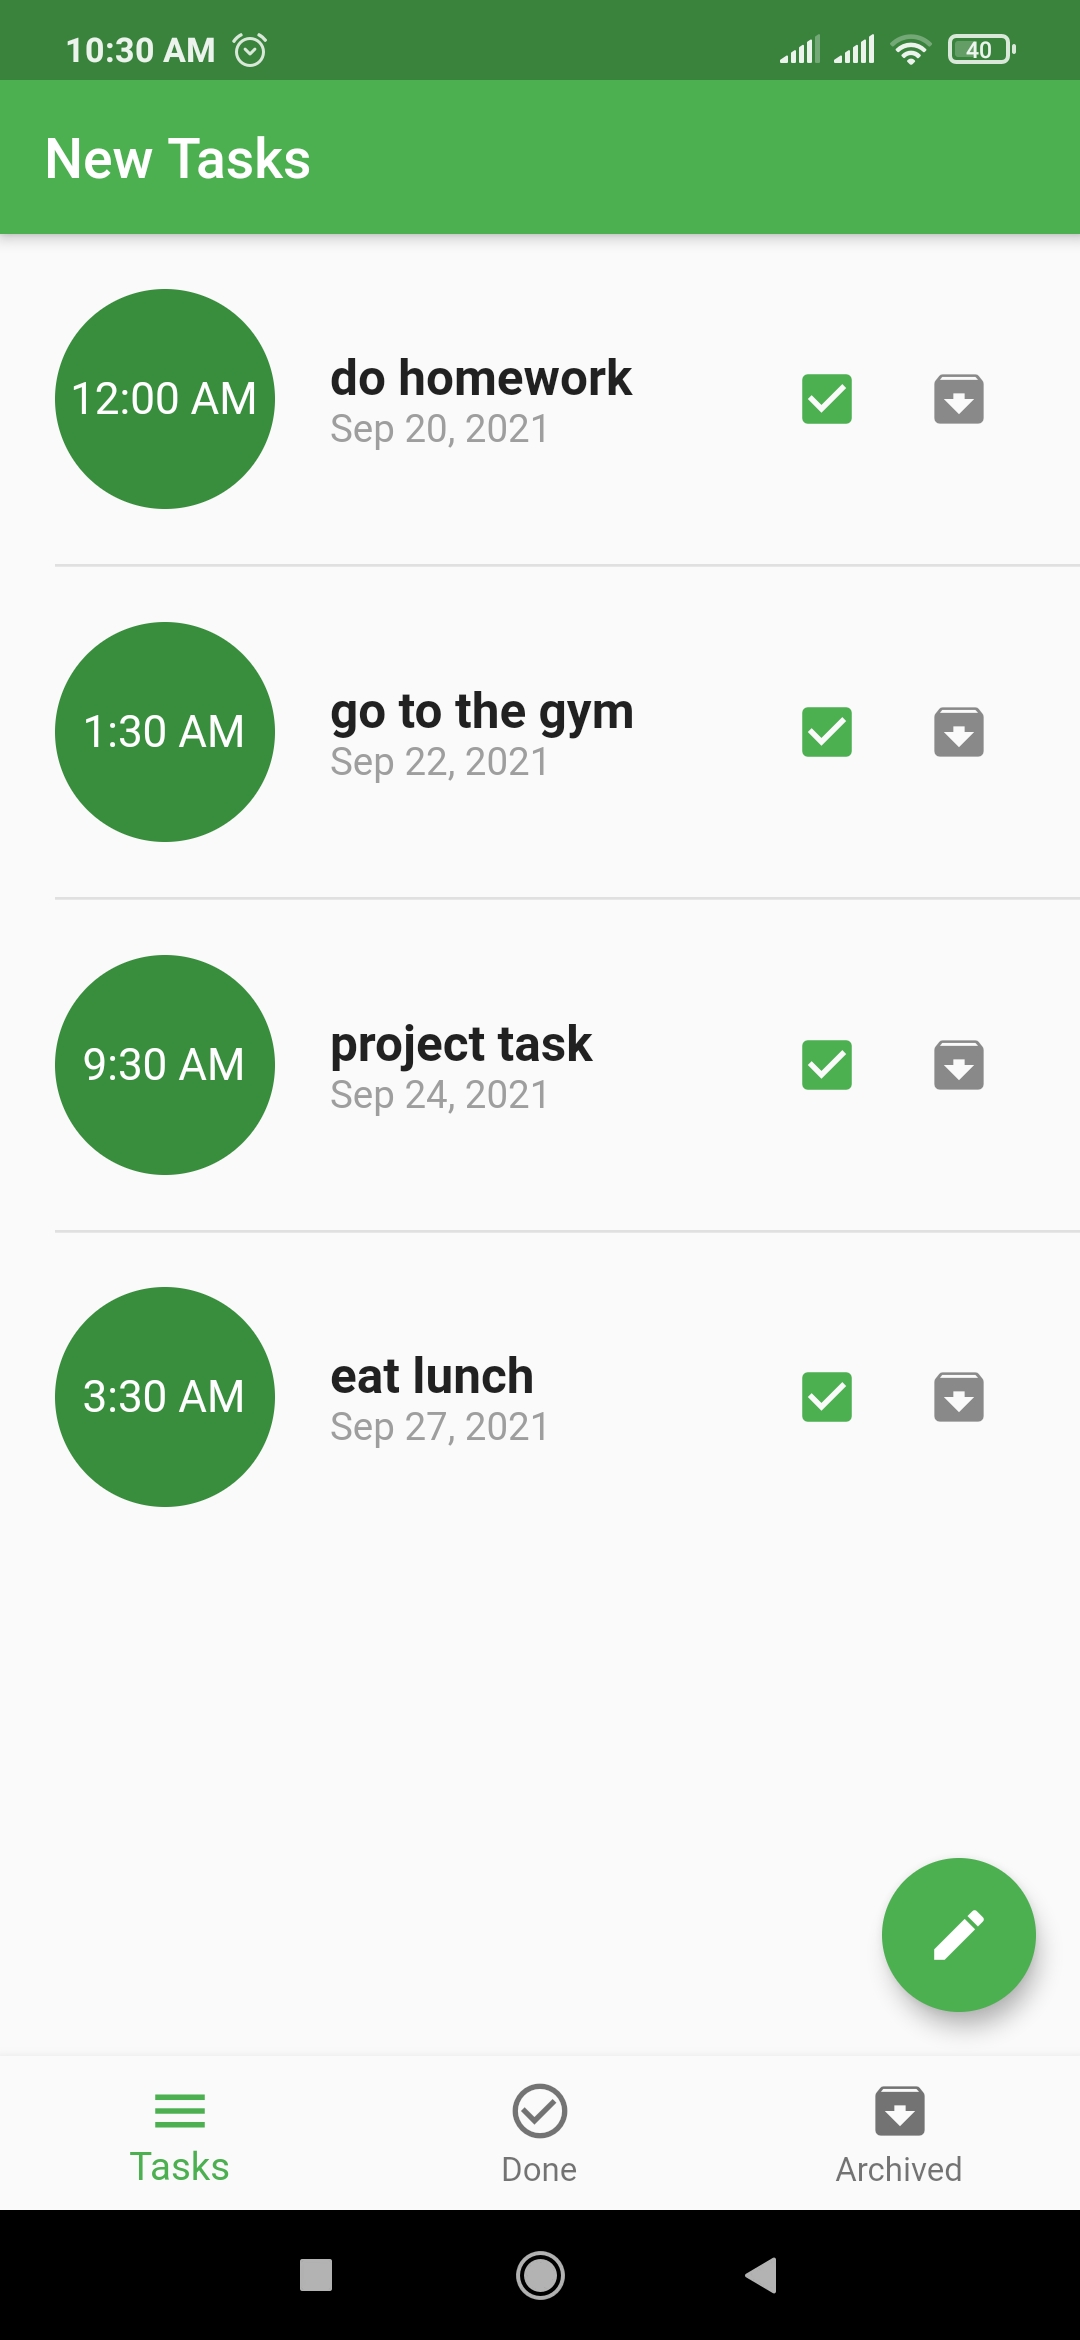 10:30 AM
40
New Tasks
12:00 AM
do homework
Sep 20, 2021
1:30 AM
go to the gym
Sep 22, 2021
9:30 AM
project task
Sep 24, 2021
3:30 AM
eat lunch
Sep 27, 2021
Tasks
Done
Archived